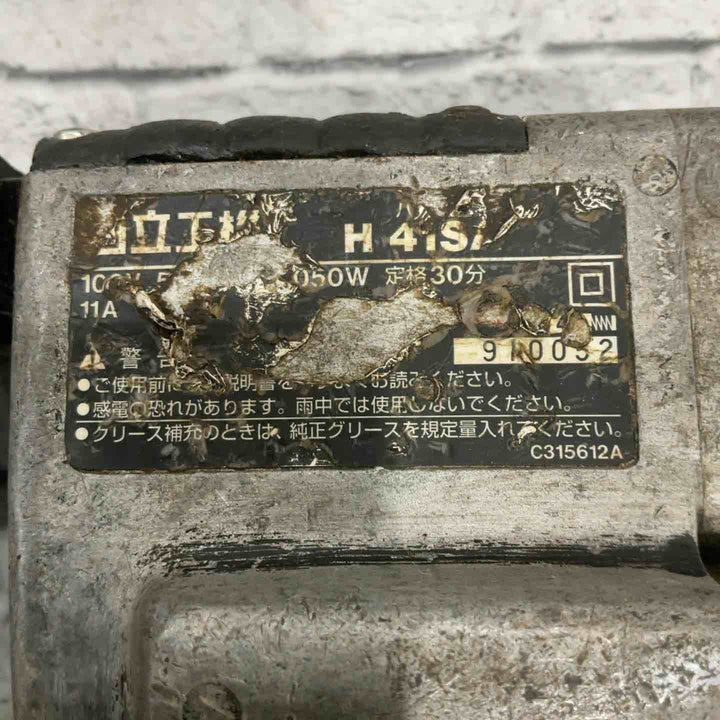 日立工機 ハ
H 41SA
100V 5 1050W 定格30分
11A
910052
警告
●ご使用前に 説明書を お読みください。
●感電の恐れがあります。雨中では使用しないでください。
●グリース補充のときは、純正グリースを規定量入れてください。
C315612A